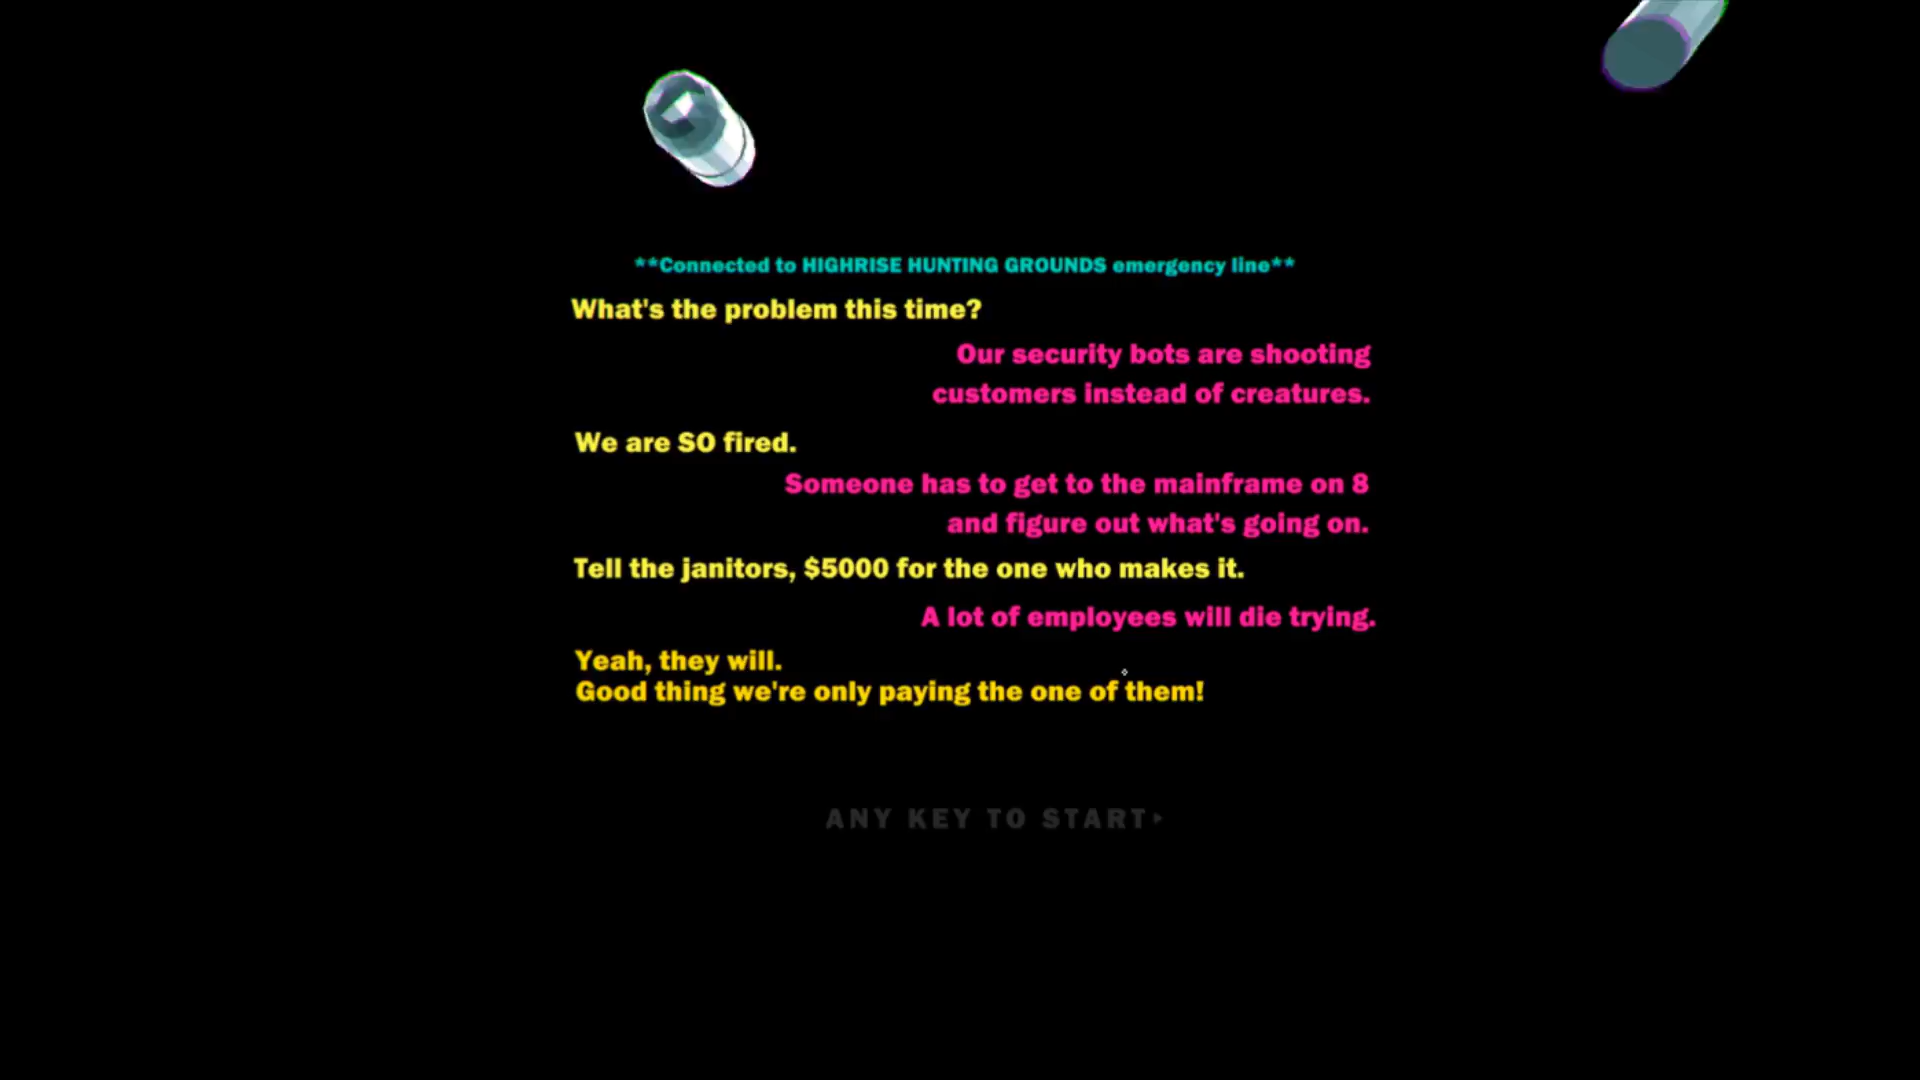 **Connected to HIGHRISE HUNTING GROUNDS emergency line**
What's the problem this time?
Our security bots are shooting
customers instead of creatures.
We are SO fired.
Someone has to get to the mainframe on 8
and figure out what's going on.
Tell the janitors, $5000 for the one who makes it.
A lot of employees will die trying.
Yeah, they will.
Good thing we're only paying the one of them!
ANY KEY TO START▸